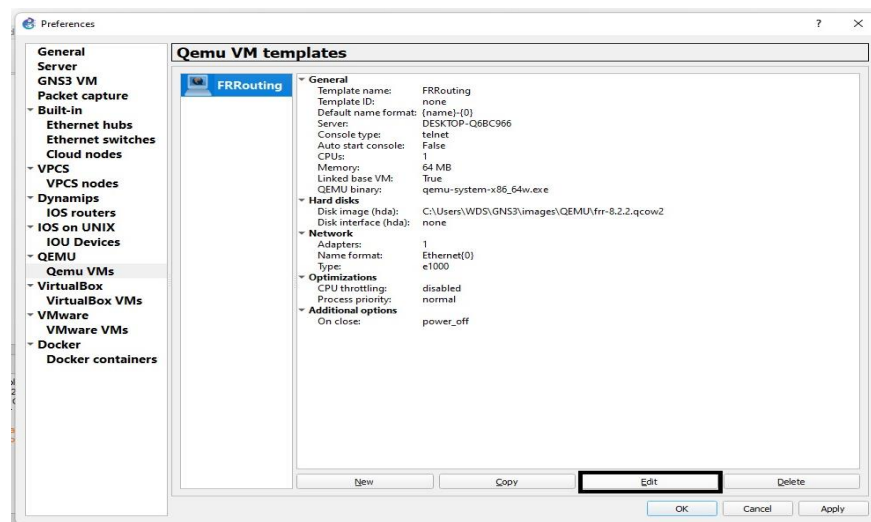 Preferences
?
General
Server
GNS3 VM
Packet capture
Built-in
Ethernet hubs
Ethernet switches
Cloud nodes
VPCS
VPCS nodes
Dynamips
IOS routers
IOS on UNIX
IOU Devices
QEMU
Qemu VMs
VirtualBox
VirtualBox VMs
VMware
VMware VMs
Docker
Docker containers
Qemu VM templates
FRRouting
General
Template name: FRRouting
Template ID: none
Default name format: {name}-{0}
Server: DESKTOP-Q6BC966
Console type: telnet
Auto start console: False
CPUs: 1
Memory: 64 MB
Linked base VM: True
QEMU binary: qemu-system-x86_64w.exe
Hard disks
Disk image (hda): C:\Users\WDS\GNS3\images\QEMU\frr-8.2.2.qcow2
Disk interface (hda): none
Network
Adapters: 1
Name format: Ethernet{0}
Type: e1000
Optimizations
CPU throttling: disabled
Process priority: normal
Additional options
On close: power_off
New Copy Edit Delete
OK Cancel Apply